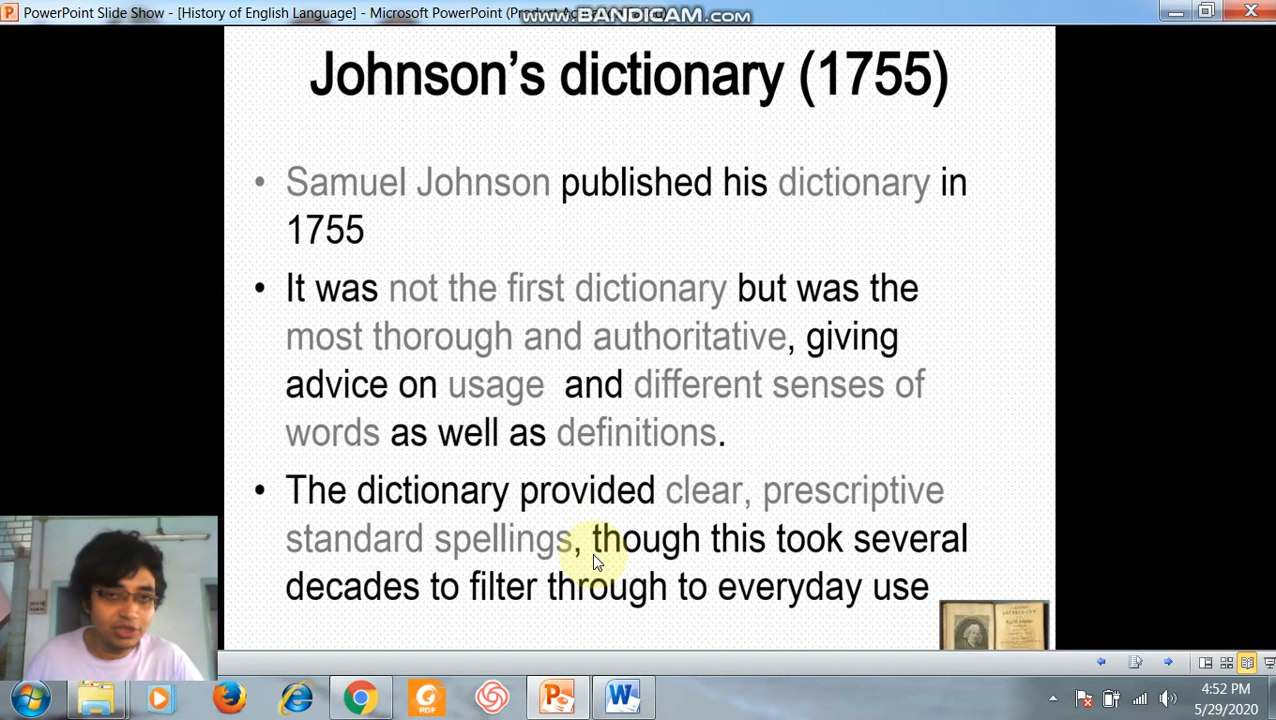 PowerPoint Slide Show - [History of English Language] - Microsoft PowerPoint (Product Ac
www.BANDICAM.com
Johnson’s dictionary (1755)
• Samuel Johnson published his dictionary in
1755
• It was not the first dictionary but was the
most thorough and authoritative, giving
advice on usage and different senses of
words as well as definitions.
• The dictionary provided clear, prescriptive
standard spellings, though this took several
decades to filter through to everyday use
PDF
4:52 PM
5/29/2020